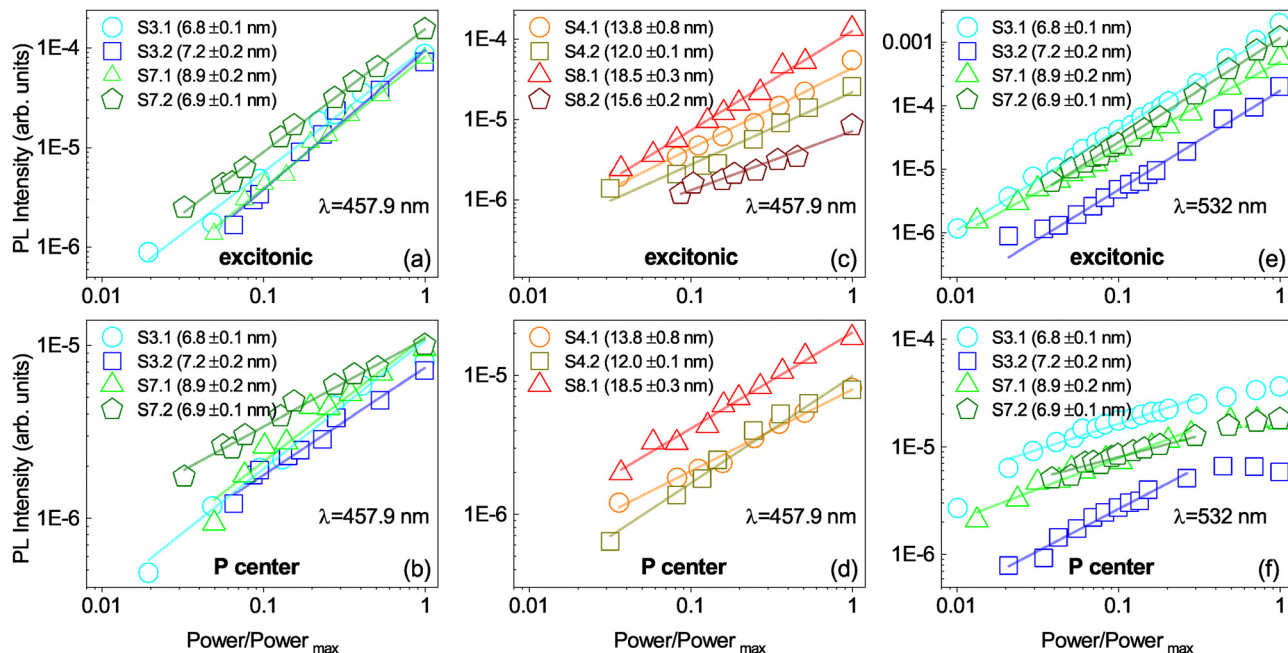 PL Intensity (arb. units)
1E-4
1E-5
1E-6
S3.1 (6.8 ±0.1 nm)
S3.2 (7.2 ±0.2 nm)
S7.1 (8.9 ±0.2 nm)
S7.2 (6.9 ±0.1 nm)
λ=457.9 nm
excitonic
(a)
0.01
0.1
1
1E-4
1E-5
1E-6
S4.1 (13.8 ±0.8 nm)
S4.2 (12.0 ±0.1 nm)
S8.1 (18.5 ±0.3 nm)
S8.2 (15.6 ±0.2 nm)
λ=457.9 nm
excitonic
(c)
0.1
1
0.001
1E-4
1E-5
1E-6
S3.1 (6.8 ±0.1 nm)
S3.2 (7.2 ±0.2 nm)
S7.1 (8.9 ±0.2 nm)
S7.2 (6.9 ±0.1 nm)
λ=532 nm
excitonic
(e)
0.01
0.1
1
PL Intensity (arb. units)
1E-5
1E-6
S3.1 (6.8 ±0.1 nm)
S3.2 (7.2 ±0.2 nm)
S7.1 (8.9 ±0.2 nm)
S7.2 (6.9 ±0.1 nm)
λ=457.9 nm
P center
(b)
0.01
0.1
1
Power/Power max
1E-5
1E-6
S4.1 (13.8 ±0.8 nm)
S4.2 (12.0 ±0.1 nm)
S8.1 (18.5 ±0.3 nm)
λ=457.9 nm
P center
(d)
0.1
1
Power/Power max
1E-4
1E-5
1E-6
S3.1 (6.8 ±0.1 nm)
S3.2 (7.2 ±0.2 nm)
S7.1 (8.9 ±0.2 nm)
S7.2 (6.9 ±0.1 nm)
λ=532 nm
P center
(f)
0.01
0.1
1
Power/Power max